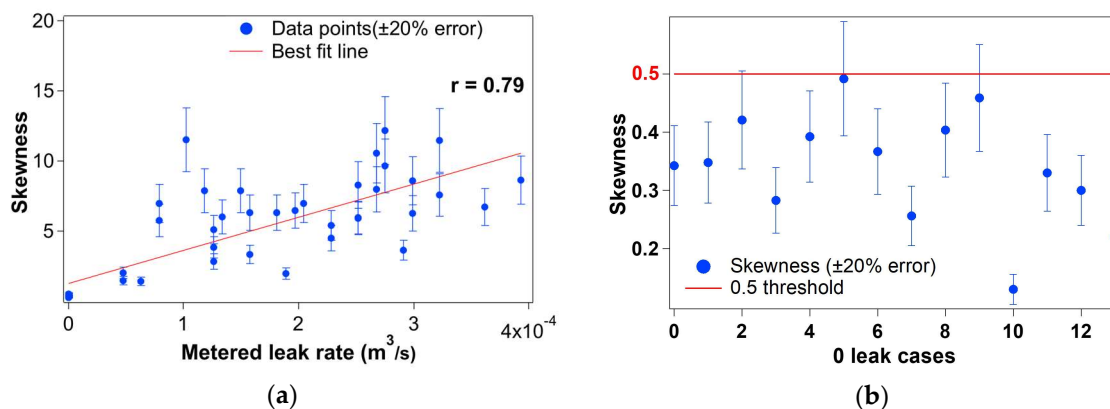 20
15
10
5
Skewness
Data points(±20% error)
Best fit line
r = 0.79
0
1
2
3
4x10⁻⁴
Metered leak rate (m³/s)
(a)
0.5
0.4
0.3
0.2
Skewness
Skewness (±20% error)
0.5 threshold
0
2
4
6
8
10
12
0 leak cases
(b)